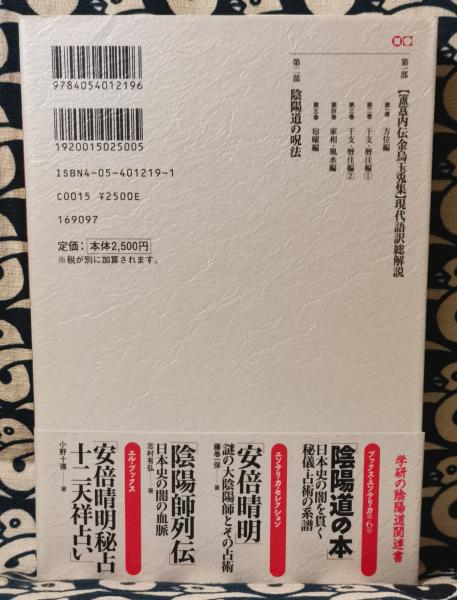 第一部 【簠簋内伝金烏玉兎集】現代語訳総解説
第一巻 方位編
第二巻 干支・暦注編①
第三巻 干支・暦注編②
第四巻 家相・風水編
第五巻 宿曜編
第二部 陰陽道の呪法
9784054012196
1920015025005
ISBN4-05-401219-1
C0015 ¥2500E
169097
定価：本体2,500円
※税が別に加算されます。
学研の陰陽道関連書
ブックス・エソテリカ第6号
「陰陽道の本」
日本史の闇を貫く
秘儀・占術の系譜
エソテリカ・セレクション
「安倍晴明」
謎の大陰陽師とその占術
藤巻一保―著
「陰陽師列伝」
日本史の闇の血脈
志村有弘―著
エル・ブックス
「安倍晴明秘占
十二天祥占い」
小野十傳―著